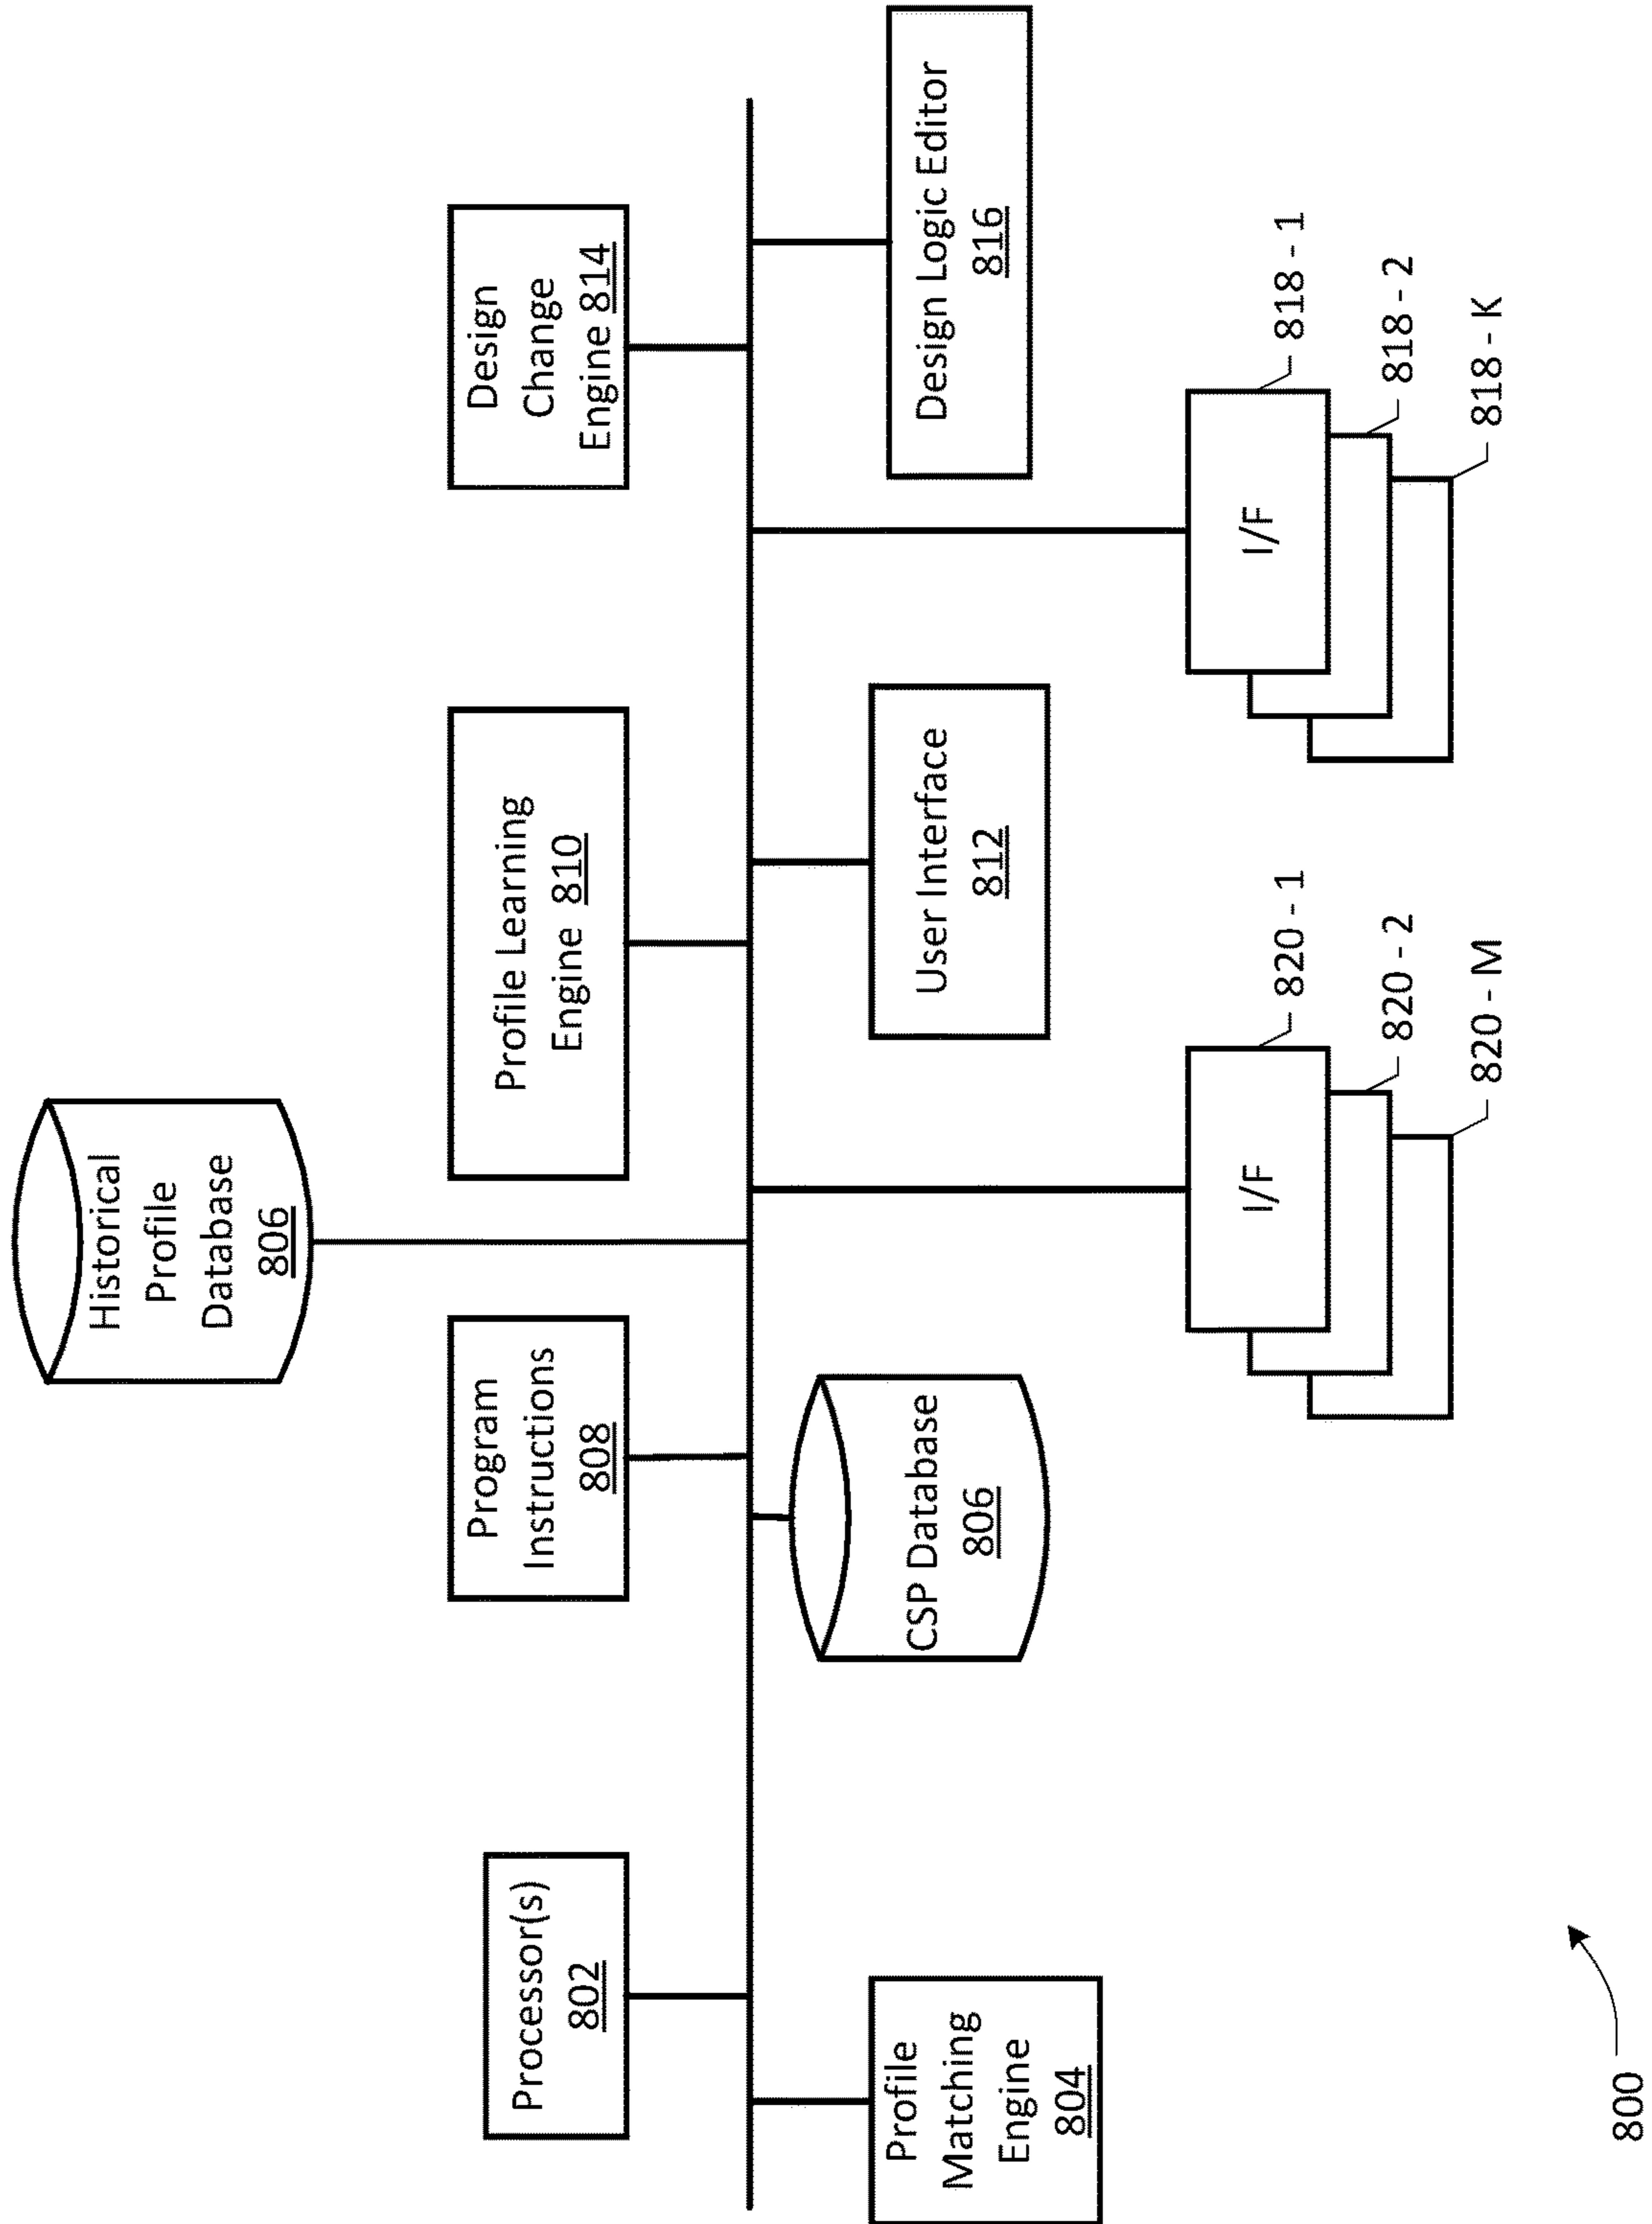 Historical
Profile
Database
806
Processor(s)
802
Program
Instructions
808
Profile Learning
Engine 810
Design
Change
Engine 814
Profile
Matching
Engine
804
CSP Database
806
User Interface
812
Design Logic Editor
816
I/F
820 - 1
820 - 2
820 - M
I/F
818 - 1
818 - 2
818 - K
800